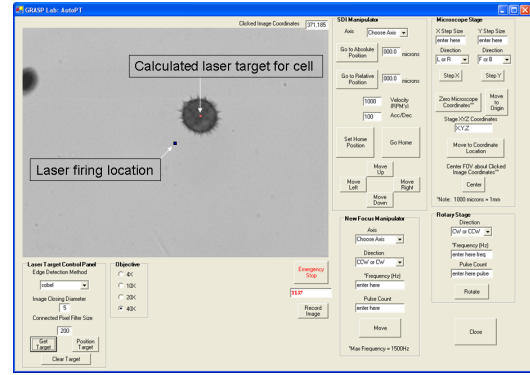 GRASP Lab: AutoPT
Clicked Image Coordinates 371,185
Calculated laser target for cell
Laser firing location
Laser Target Control Panel
Edge Detection Method
sobel
Image Closing Diameter
5
Connected Pixel Filter Size
200
Get Target
Position Target
Clear Target
Objective
4X
10X
20X
40X
Emergency Stop
3137
Record Image
SDI Manipulator
Axis Choose Axis
Go to Absolute Position 000.0 microns
Go to Relative Position 000.0 microns
1000 Velocity (RPM's)
100 Acc/Dec
Set Home Position
Go Home
Move Up
Move Left
Move Right
Move Down
New Focus Manipulator
Axis
Choose Axis
Direction
CCW or CW
*Frequency (Hz)
enter here
Pulse Count
enter here
Move
*Max Frequency = 1500Hz
Microscope Stage
X Step Size Y Step Size
enter here enter here
Direction Direction
L or R F or B
Step X Step Y
Zero Microscope Coordinates**
Move to Origin
Stage XYZ Coordinates
X,Y,Z
Move to Coordinate Location
Center FOV about Clicked Image Coordinates**
Center
*Note: 1000 microns = 1mm
Rotary Stage
Direction
CW or CCW
*Frequency (Hz)
enter here freq
Pulse Count
enter here pulse
Rotate
Close